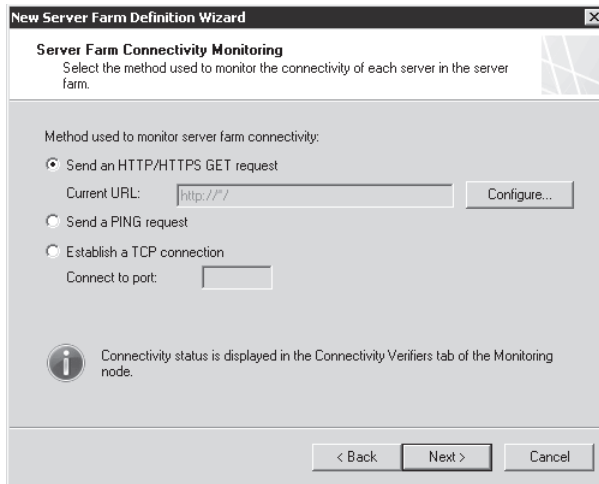 New Server Farm Definition Wizard
Server Farm Connectivity Monitoring
Select the method used to monitor the connectivity of each server in the server
farm.
Method used to monitor server farm connectivity:
Send an HTTP/HTTPS GET request
Current URL: http://*/ Configure...
Send a PING request
Establish a TCP connection
Connect to port:
Connectivity status is displayed in the Connectivity Verifiers tab of the Monitoring
node.
< Back Next > Cancel